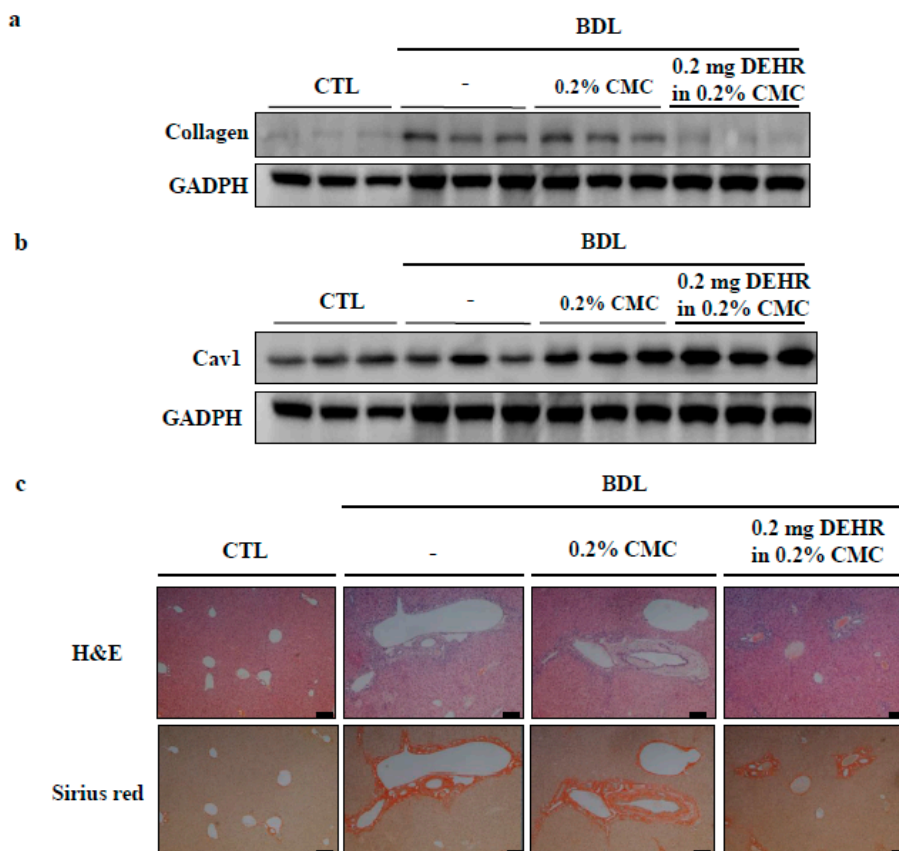 a
BDL
CTL
-
0.2% CMC
0.2 mg DEHR
in 0.2% CMC
Collagen
GADPH
b
BDL
CTL
-
0.2% CMC
0.2 mg DEHR
in 0.2% CMC
Cav1
GADPH
c
BDL
CTL
-
0.2% CMC
0.2 mg DEHR
in 0.2% CMC
H&E
Sirius red